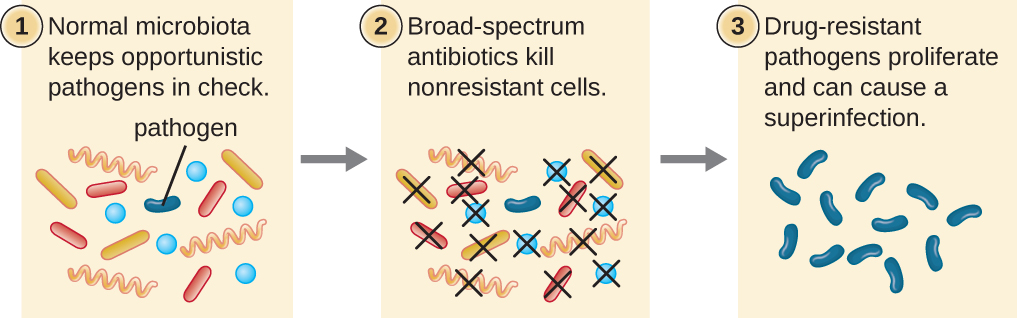 1 Normal microbiota
keeps opportunistic
pathogens in check.
pathogen
2 Broad-spectrum
antibiotics kill
nonresistant cells.
3 Drug-resistant
pathogens proliferate
and can cause a
superinfection.